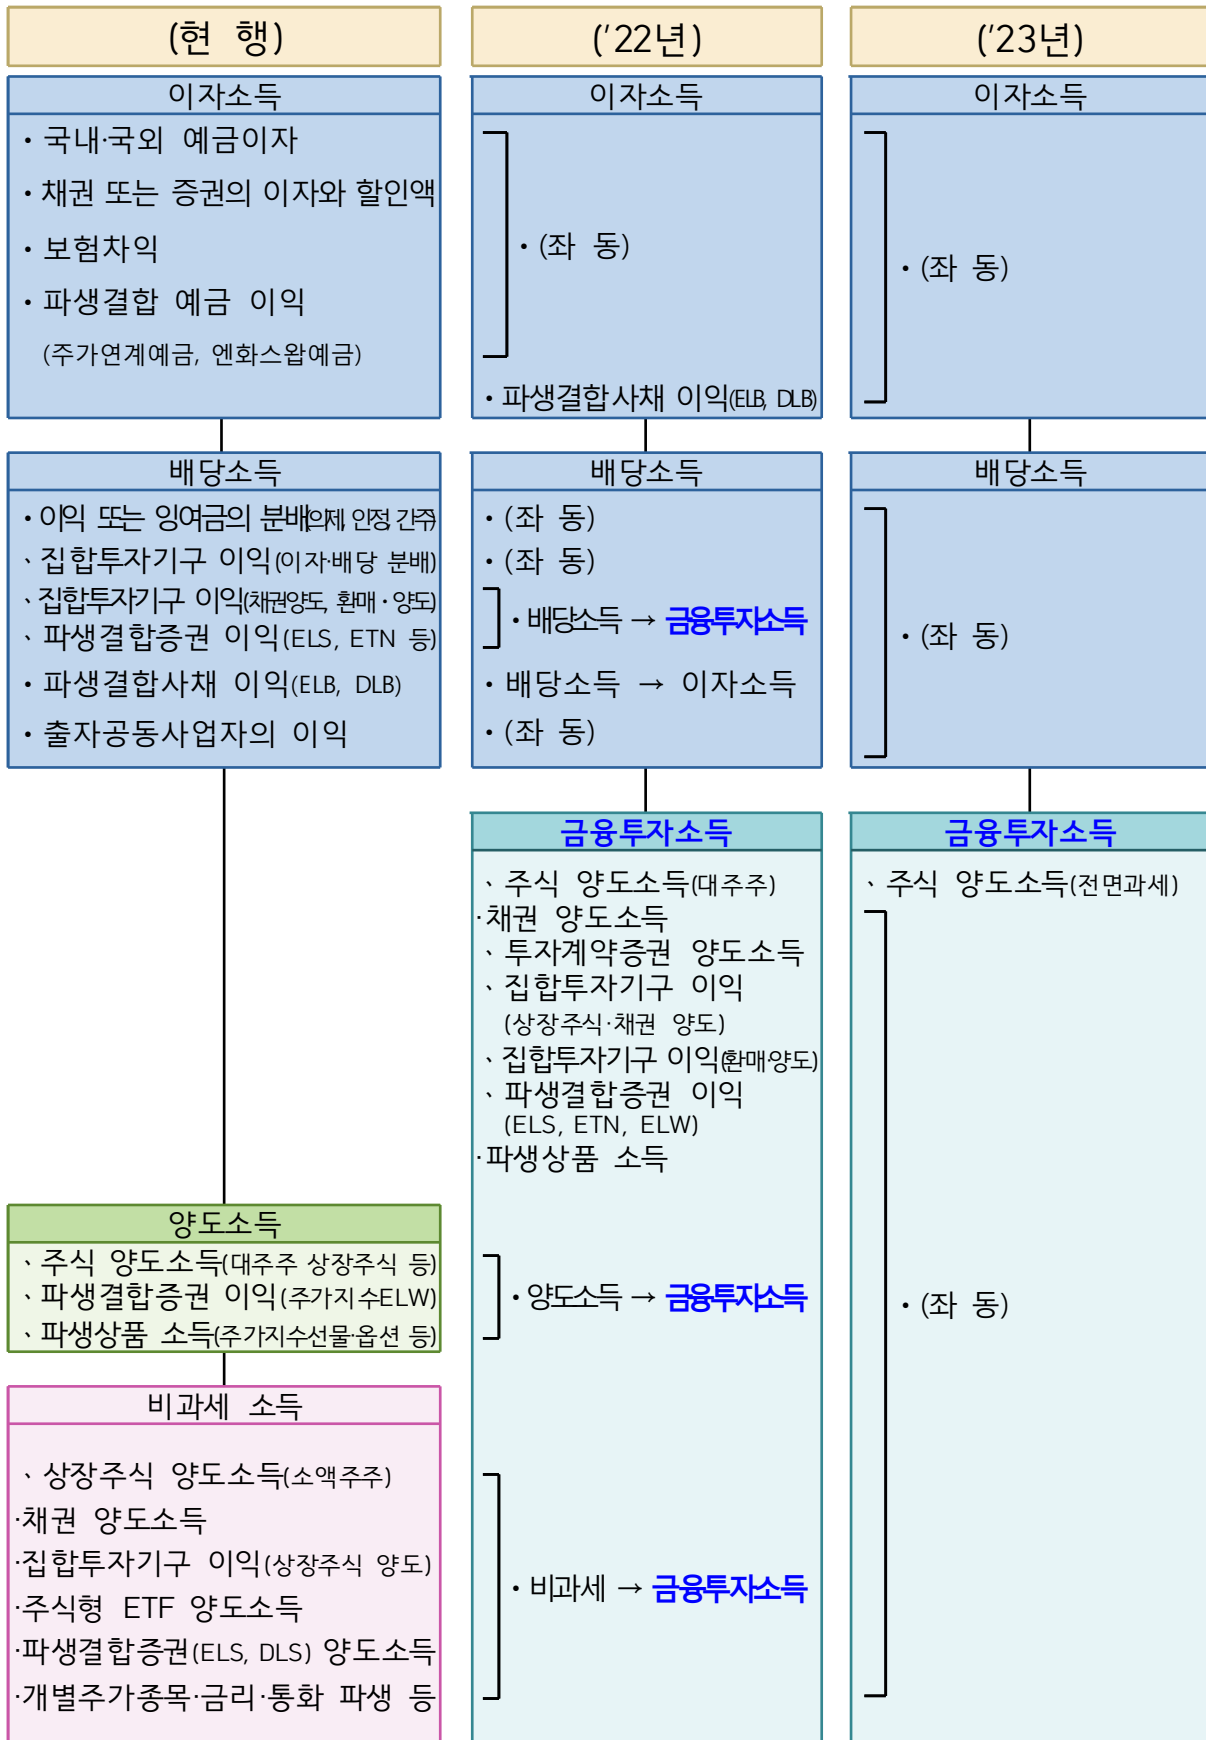 (현 행)
이자소득
· 국내·국외 예금이자
· 채권 또는 증권의 이자와 할인액
· 보험차익
· 파생결합 예금 이익
(주가연계예금, 엔화스왑예금)
배당소득
· 이익 또는 잉여금의 분배(의제, 인정, 간주)
、집합투자기구 이익(이자·배당 분배)
、집합투자기구 이익(채권양도, 환매·양도)
、파생결합증권 이익(ELS, ETN 등)
· 파생결합사채 이익(ELB, DLB)
· 출자공동사업자의 이익
양도소득
、주식 양도소득(대주주 상장주식 등)
、파생결합증권 이익(주가지수ELW)
、파생상품 소득(주가지수선물·옵션 등)
비과세 소득
、상장주식 양도소득(소액주주)
·채권 양도소득
·집합투자기구 이익(상장주식 양도)
·주식형 ETF 양도소득
·파생결합증권(ELS, DLS) 양도소득
·개별주가종목·금리·통화 파생 등
('22년)
이자소득
· (좌 동)
· 파생결합사채 이익(ELB, DLB)
배당소득
· (좌 동)
· (좌 동)
· 배당소득 → 금융투자소득
· 배당소득 → 이자소득
· (좌 동)
금융투자소득
、주식 양도소득(대주주)
·채권 양도소득
、투자계약증권 양도소득
、집합투자기구 이익
(상장주식·채권 양도)
、집합투자기구 이익(환매·양도)
、파생결합증권 이익
(ELS, ETN, ELW)
·파생상품 소득
· 양도소득 → 금융투자소득
· 비과세 → 금융투자소득
('23년)
이자소득
· (좌 동)
배당소득
· (좌 동)
금융투자소득
、주식 양도소득(전면과세)
· (좌 동)